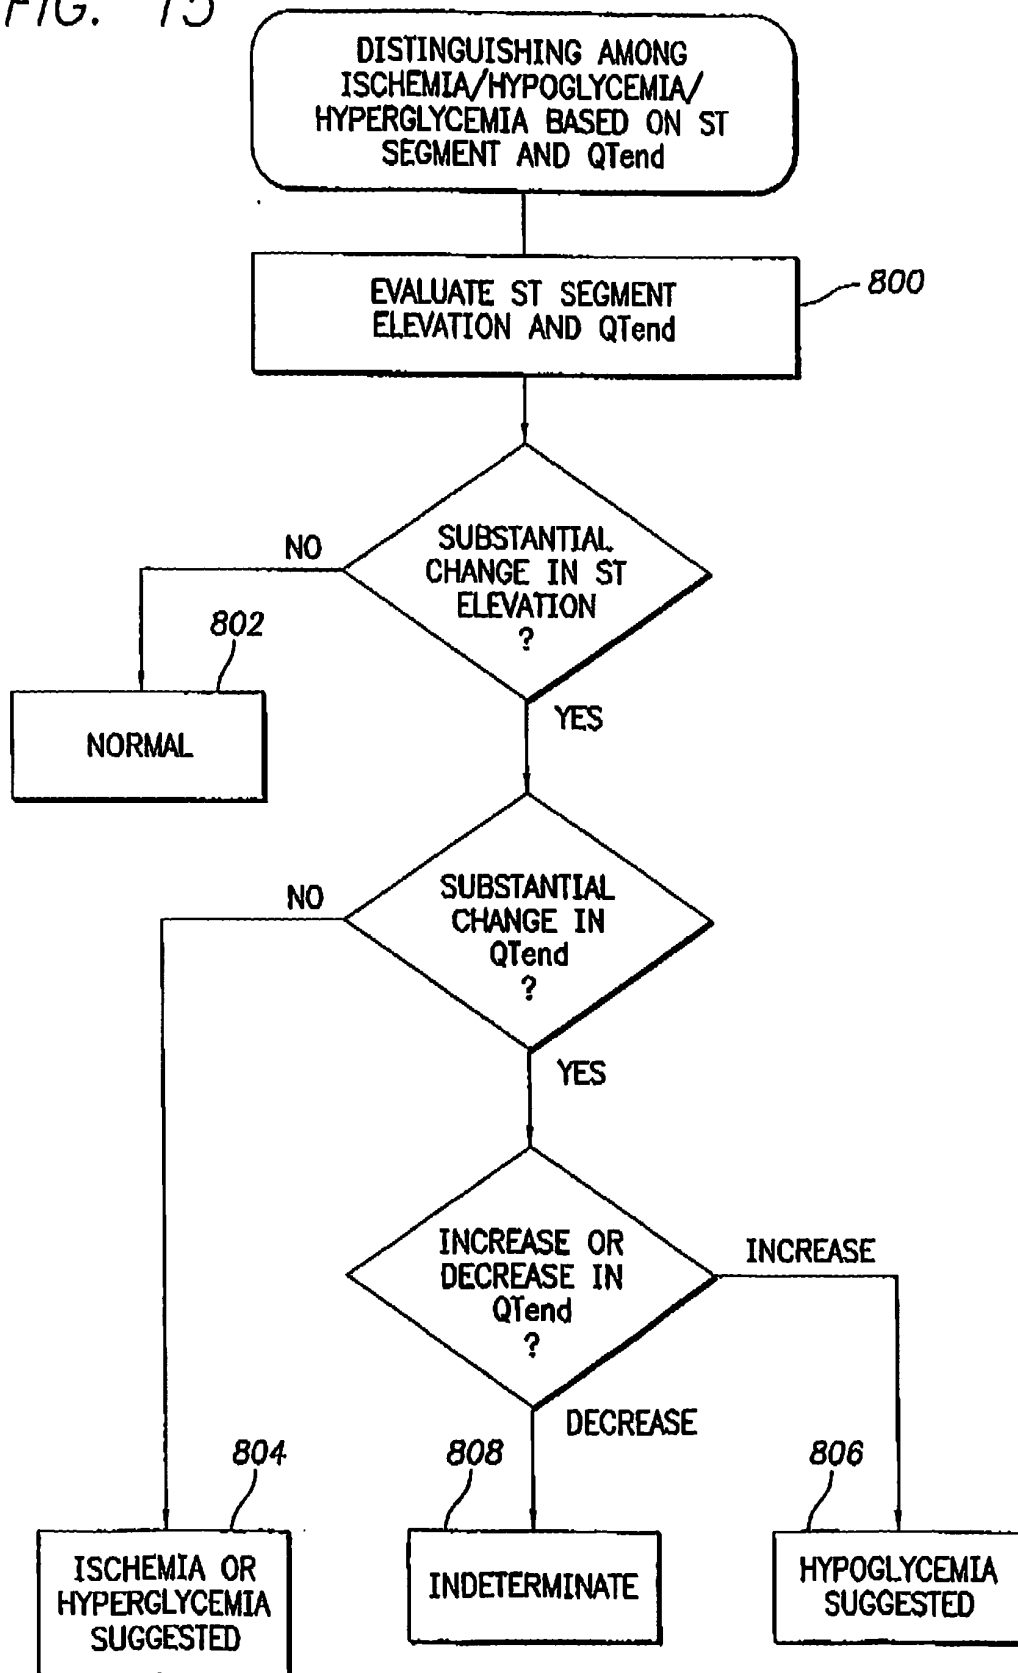 FIG. 15
DISTINGUISHING AMONG
ISCHEMIA/HYPOGLYCEMIA/
HYPERGLYCEMIA BASED ON ST
SEGMENT AND QTend
EVALUATE ST SEGMENT
ELEVATION AND QTend
800
SUBSTANTIAL
CHANGE IN ST
ELEVATION
?
NO
802
NORMAL
YES
SUBSTANTIAL
CHANGE IN
QTend
?
NO
YES
INCREASE OR
DECREASE IN
QTend
?
INCREASE
DECREASE
804
ISCHEMIA OR
HYPERGLYCEMIA
SUGGESTED
808
INDETERMINATE
806
HYPOGLYCEMIA
SUGGESTED